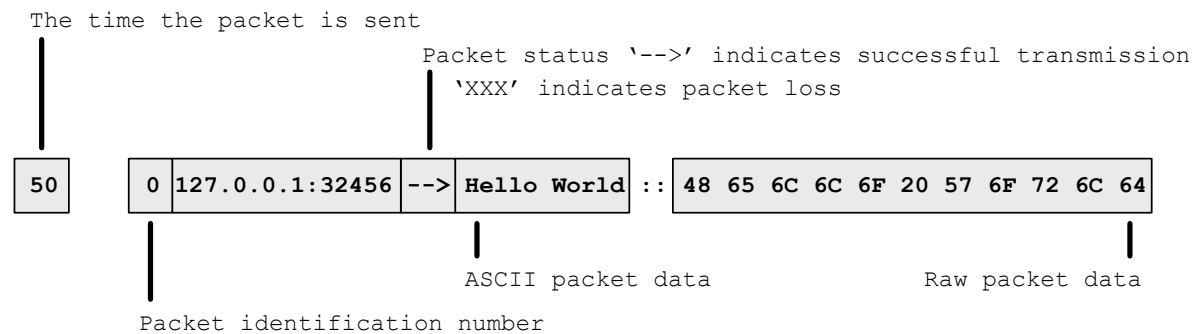 The time the packet is sent
Packet status ‘-->’ indicates successful transmission
‘XXX’ indicates packet loss
50 0 127.0.0.1:32456 --> Hello World :: 48 65 6C 6C 6F 20 57 6F 72 6C 64
ASCII packet data Raw packet data
Packet identification number